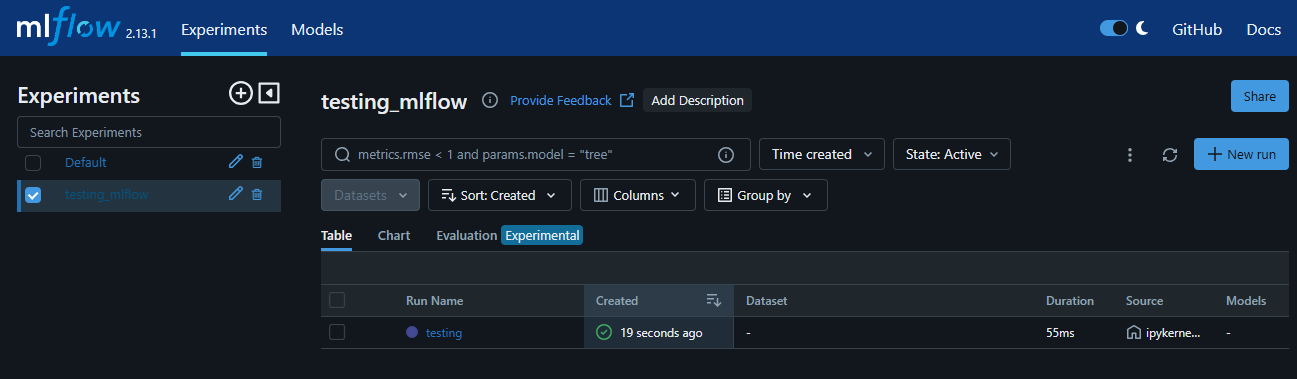 mlflow 2.13.1 Experiments Models GitHub Docs
Experiments
Search Experiments
Default
testing_mlflow
testing_mlflow Provide Feedback Add Description Share
metrics.rmse < 1 and params.model = "tree" Time created State: Active + New run
Datasets Sort: Created Columns Group by
Table Chart Evaluation Experimental
Run Name Created Dataset Duration Source Models
testing 19 seconds ago - 55ms ipykerne... -